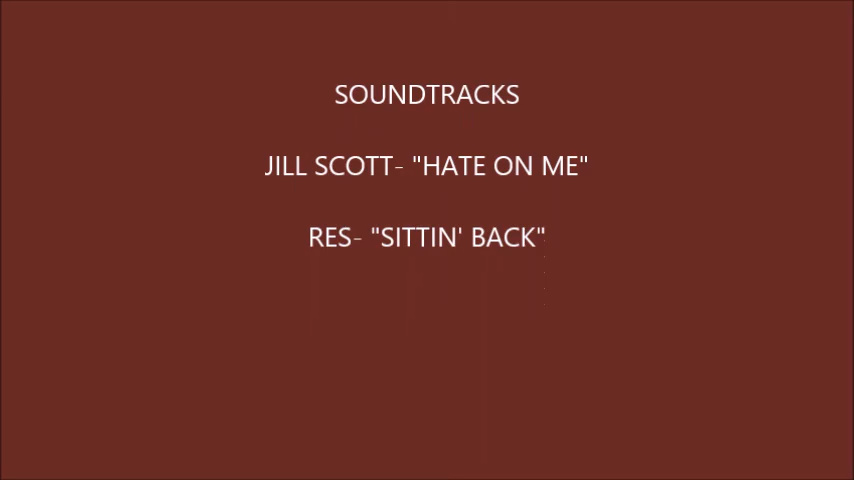 SOUNDTRACKS
JILL SCOTT- "HATE ON ME"
RES- "SITTIN' BACK"